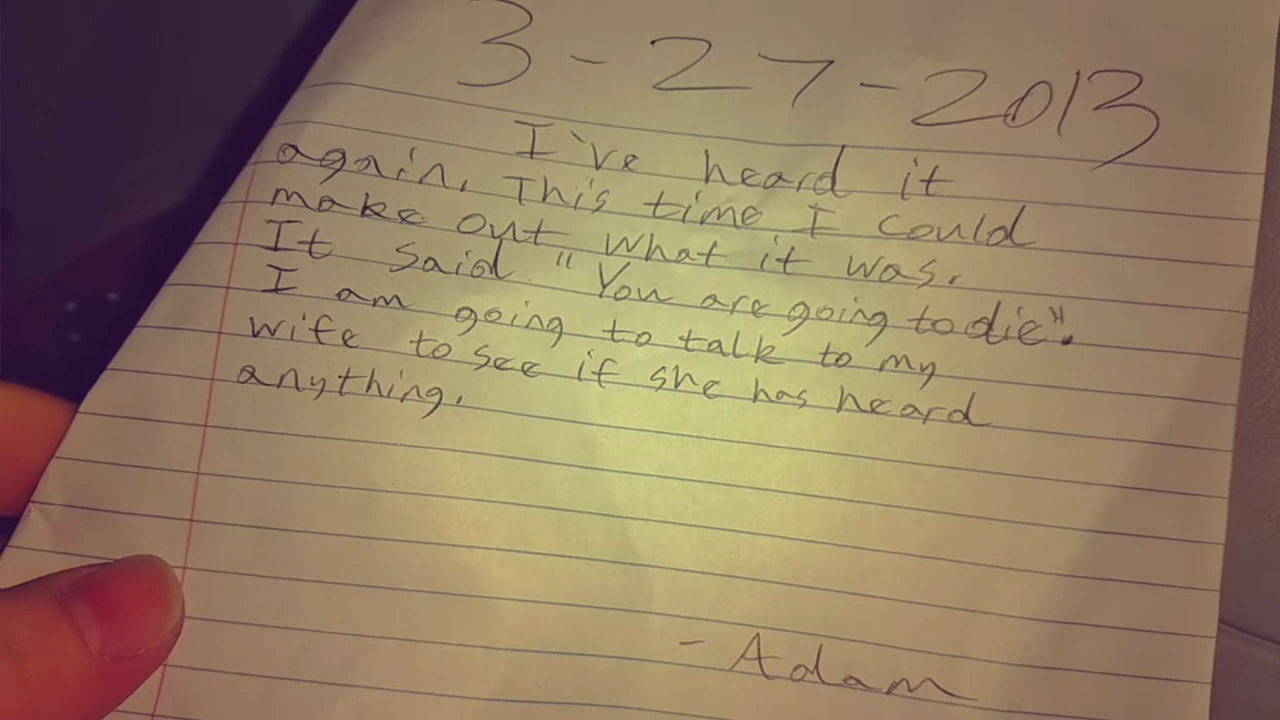 3-27-2013
I've heard it
again. This time I could
make out what it was.
It said "You are going to die".
I am going to talk to my
wife to see if she has heard
anything.
- Adam